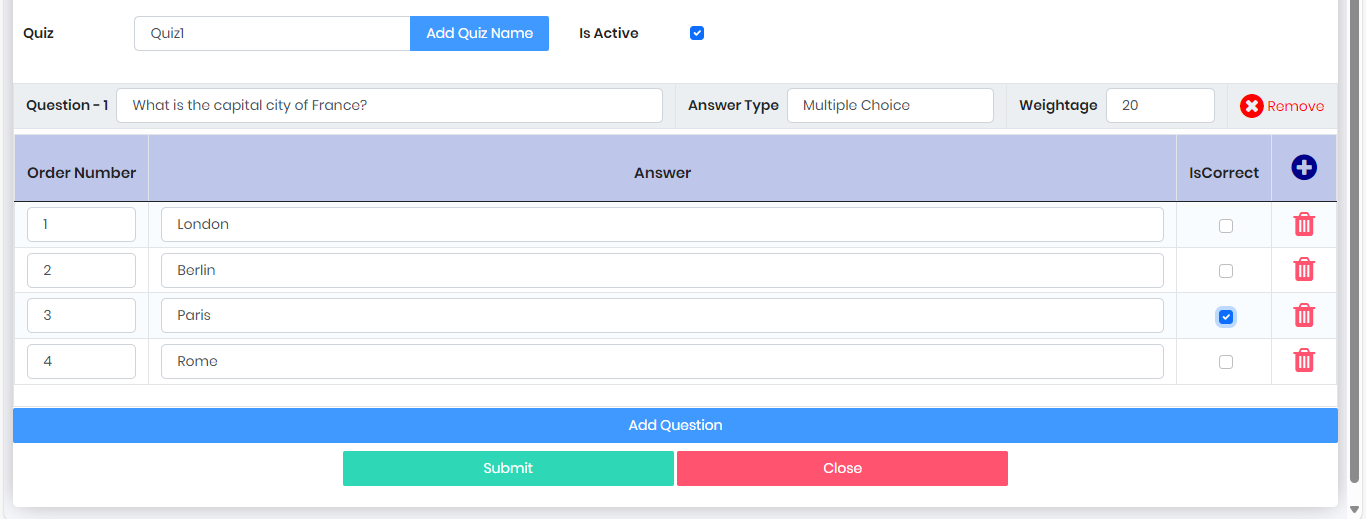 Quiz Quiz1 Add Quiz Name Is Active
Question - 1 What is the capital city of France? Answer Type Multiple Choice Weightage 20 Remove
Order Number Answer IsCorrect
1 London
2 Berlin
3 Paris
4 Rome
Add Question
Submit Close